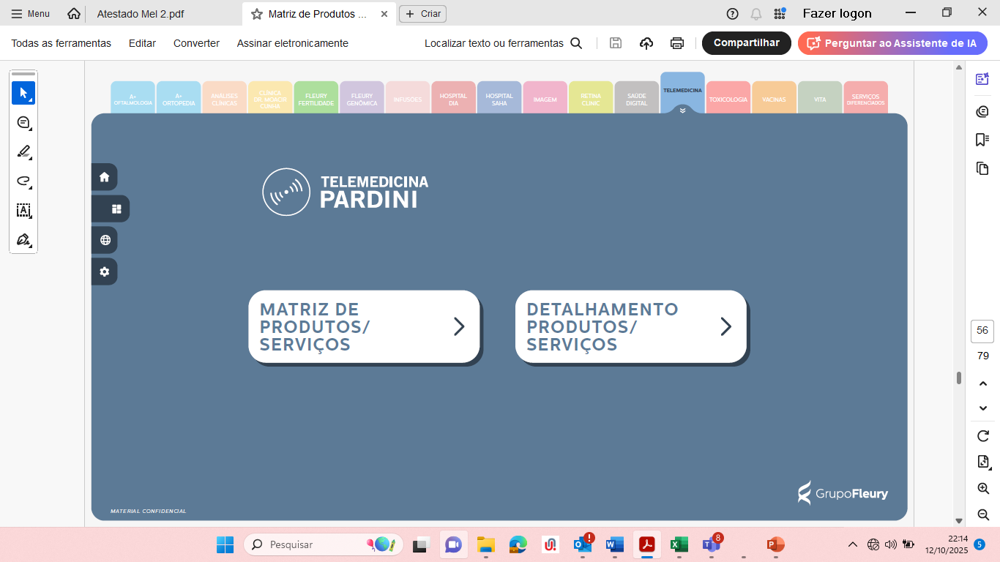 Menu
Atestado Mel 2.pdf
Matriz de Produtos ...
Criar
Fazer logon
Todas as ferramentas
Editar
Converter
Assinar eletronicamente
Localizar texto ou ferramentas
Compartilhar
Perguntar ao Assistente de IA
A+
OFTALMOLOGIA
A+
ORTOPEDIA
ANÁLISES
CLÍNICAS
CLÍNICA
DR. MOACIR
CUNHA
FLEURY
FERTILIDADE
FLEURY
GENÔMICA
INFUSÕES
HOSPITAL
DIA
HOSPITAL
SAHA
IMAGEM
RETINA
CLINIC
SAÚDE
DIGITAL
TELEMEDICINA
TOXICOLOGIA
VACINAS
VITA
SERVIÇOS
DIFERENCIADOS
TELEMEDICINA
PARDINI
MATRIZ DE
PRODUTOS/
SERVIÇOS
DETALHAMENTO
PRODUTOS/
SERVIÇOS
56
79
GrupoFleury
MATERIAL CONFIDENCIAL
Pesquisar
8
22:14
12/10/2025
5